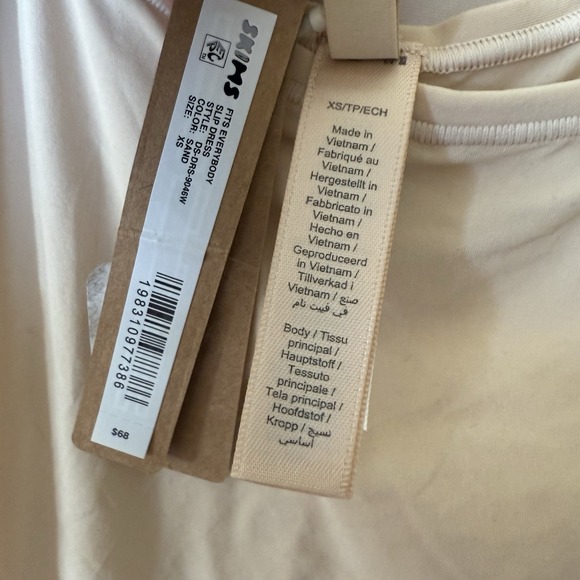 SKIMS
FITS EVERYBODY
SLIP DRESS
STYLE: DS-DRS-9046W
COLOR: SAND
SIZE: XS
198310977386
$68
XS/TP/ECH
Made in
Vietnam /
Fabriqué au
Vietnam /
Hergestellt in
Vietnam /
Fabbricato in
Vietnam /
Hecho en
Vietnam /
Geproduceerd
in Vietnam /
Tillverkad i
Vietnam / صنع
في فييت نام
Body / Tissu
principal /
Hauptstoff /
Tessuto
principale /
Tela principal /
Hoofdstof /
Kropp / نسيج
أساسي